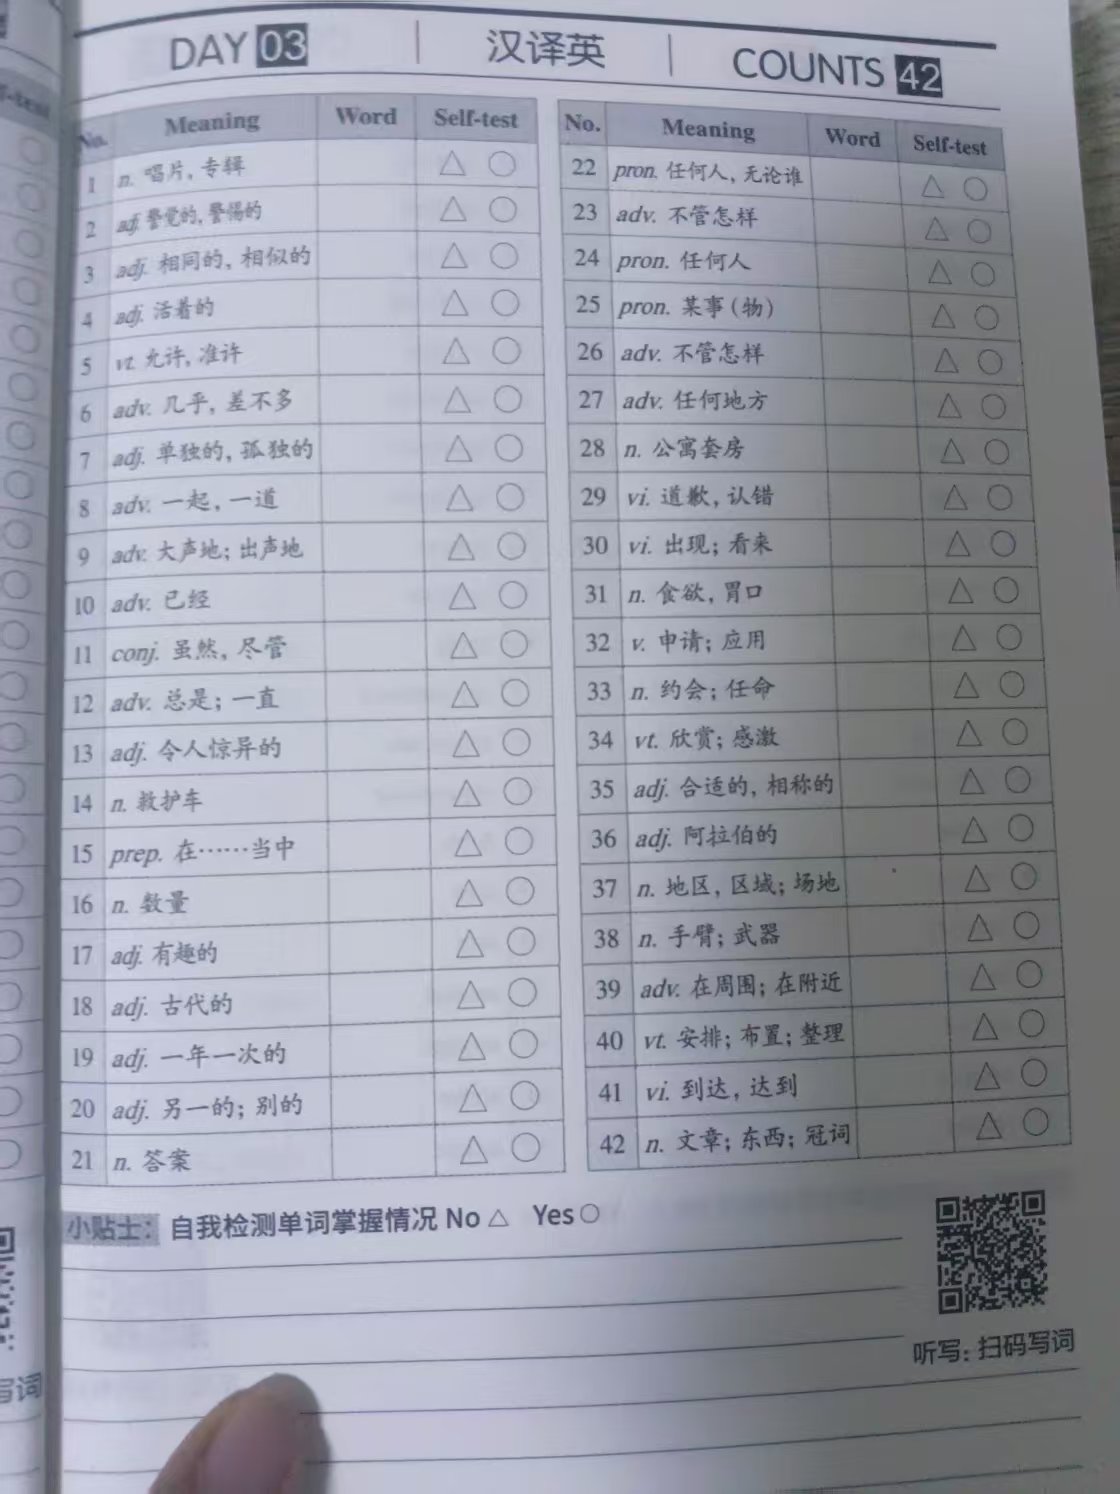 DAY 03 | 汉译英 | COUNTS 42
No. Meaning Word Self-test
1 n. 唱片, 专辑 △ ○
2 adj. 警觉的, 警惕的 △ ○
3 adj. 相同的, 相似的 △ ○
4 adj. 活着的 △ ○
5 vt. 允许, 准许 △ ○
6 adv. 几乎, 差不多 △ ○
7 adj. 单独的, 孤独的 △ ○
8 adv. 一起, 一道 △ ○
9 adv. 大声地; 出声地 △ ○
10 adv. 已经 △ ○
11 conj. 虽然, 尽管 △ ○
12 adv. 总是; 一直 △ ○
13 adj. 令人惊异的 △ ○
14 n. 救护车 △ ○
15 prep. 在……当中 △ ○
16 n. 数量 △ ○
17 adj. 有趣的 △ ○
18 adj. 古代的 △ ○
19 adj. 一年一次的 △ ○
20 adj. 另一的; 别的 △ ○
21 n. 答案 △ ○
No. Meaning Word Self-test
22 pron. 任何人, 无论谁 △ ○
23 adv. 不管怎样 △ ○
24 pron. 任何人 △ ○
25 pron. 某事(物) △ ○
26 adv. 不管怎样 △ ○
27 adv. 任何地方 △ ○
28 n. 公寓套房 △ ○
29 vi. 道歉, 认错 △ ○
30 vi. 出现; 看来 △ ○
31 n. 食欲, 胃口 △ ○
32 v. 申请; 应用 △ ○
33 n. 约会; 任命 △ ○
34 vt. 欣赏; 感激 △ ○
35 adj. 合适的, 相称的 △ ○
36 adj. 阿拉伯的 △ ○
37 n. 地区, 区域; 场地 △ ○
38 n. 手臂; 武器 △ ○
39 adv. 在周围; 在附近 △ ○
40 vt. 安排; 布置; 整理 △ ○
41 vi. 到达, 达到 △ ○
42 n. 文章; 东西; 冠词 △ ○
小贴士: 自我检测单词掌握情况 No △ Yes ○
听写: 扫码写词
写词